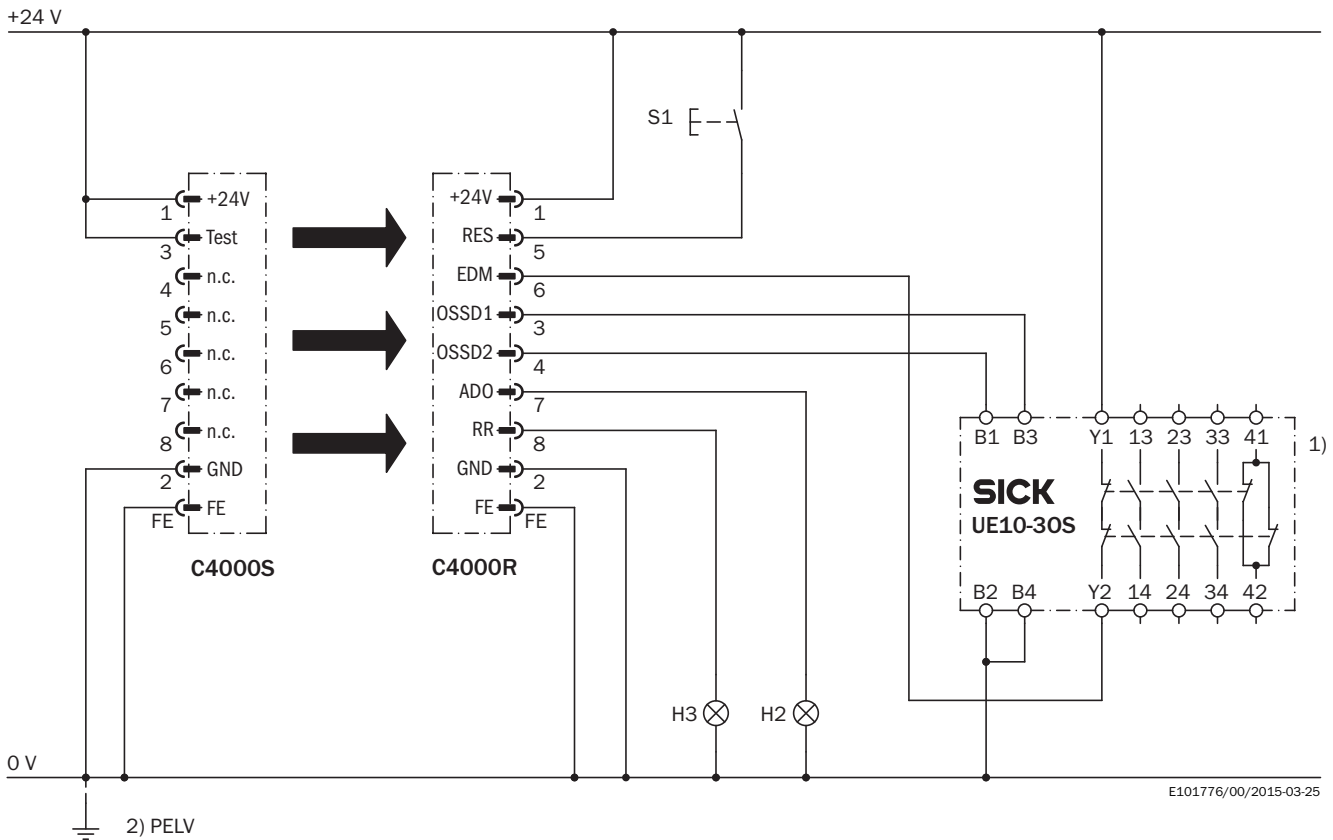 +24 V
S1
+24V
1
Test
3
n.c.
4
n.c.
5
n.c.
6
n.c.
7
n.c.
8
GND
2
FE
FE
C4000S
+24V
1
RES
5
EDM
6
OSSD1
3
OSSD2
4
ADO
7
RR
8
GND
2
FE
FE
C4000R
B1 B3 Y1 13 23 33 41
1)
SICK
UE10-30S
B2 B4 Y2 14 24 34 42
H3
H2
0 V
E101776/00/2015-03-25
2) PELV